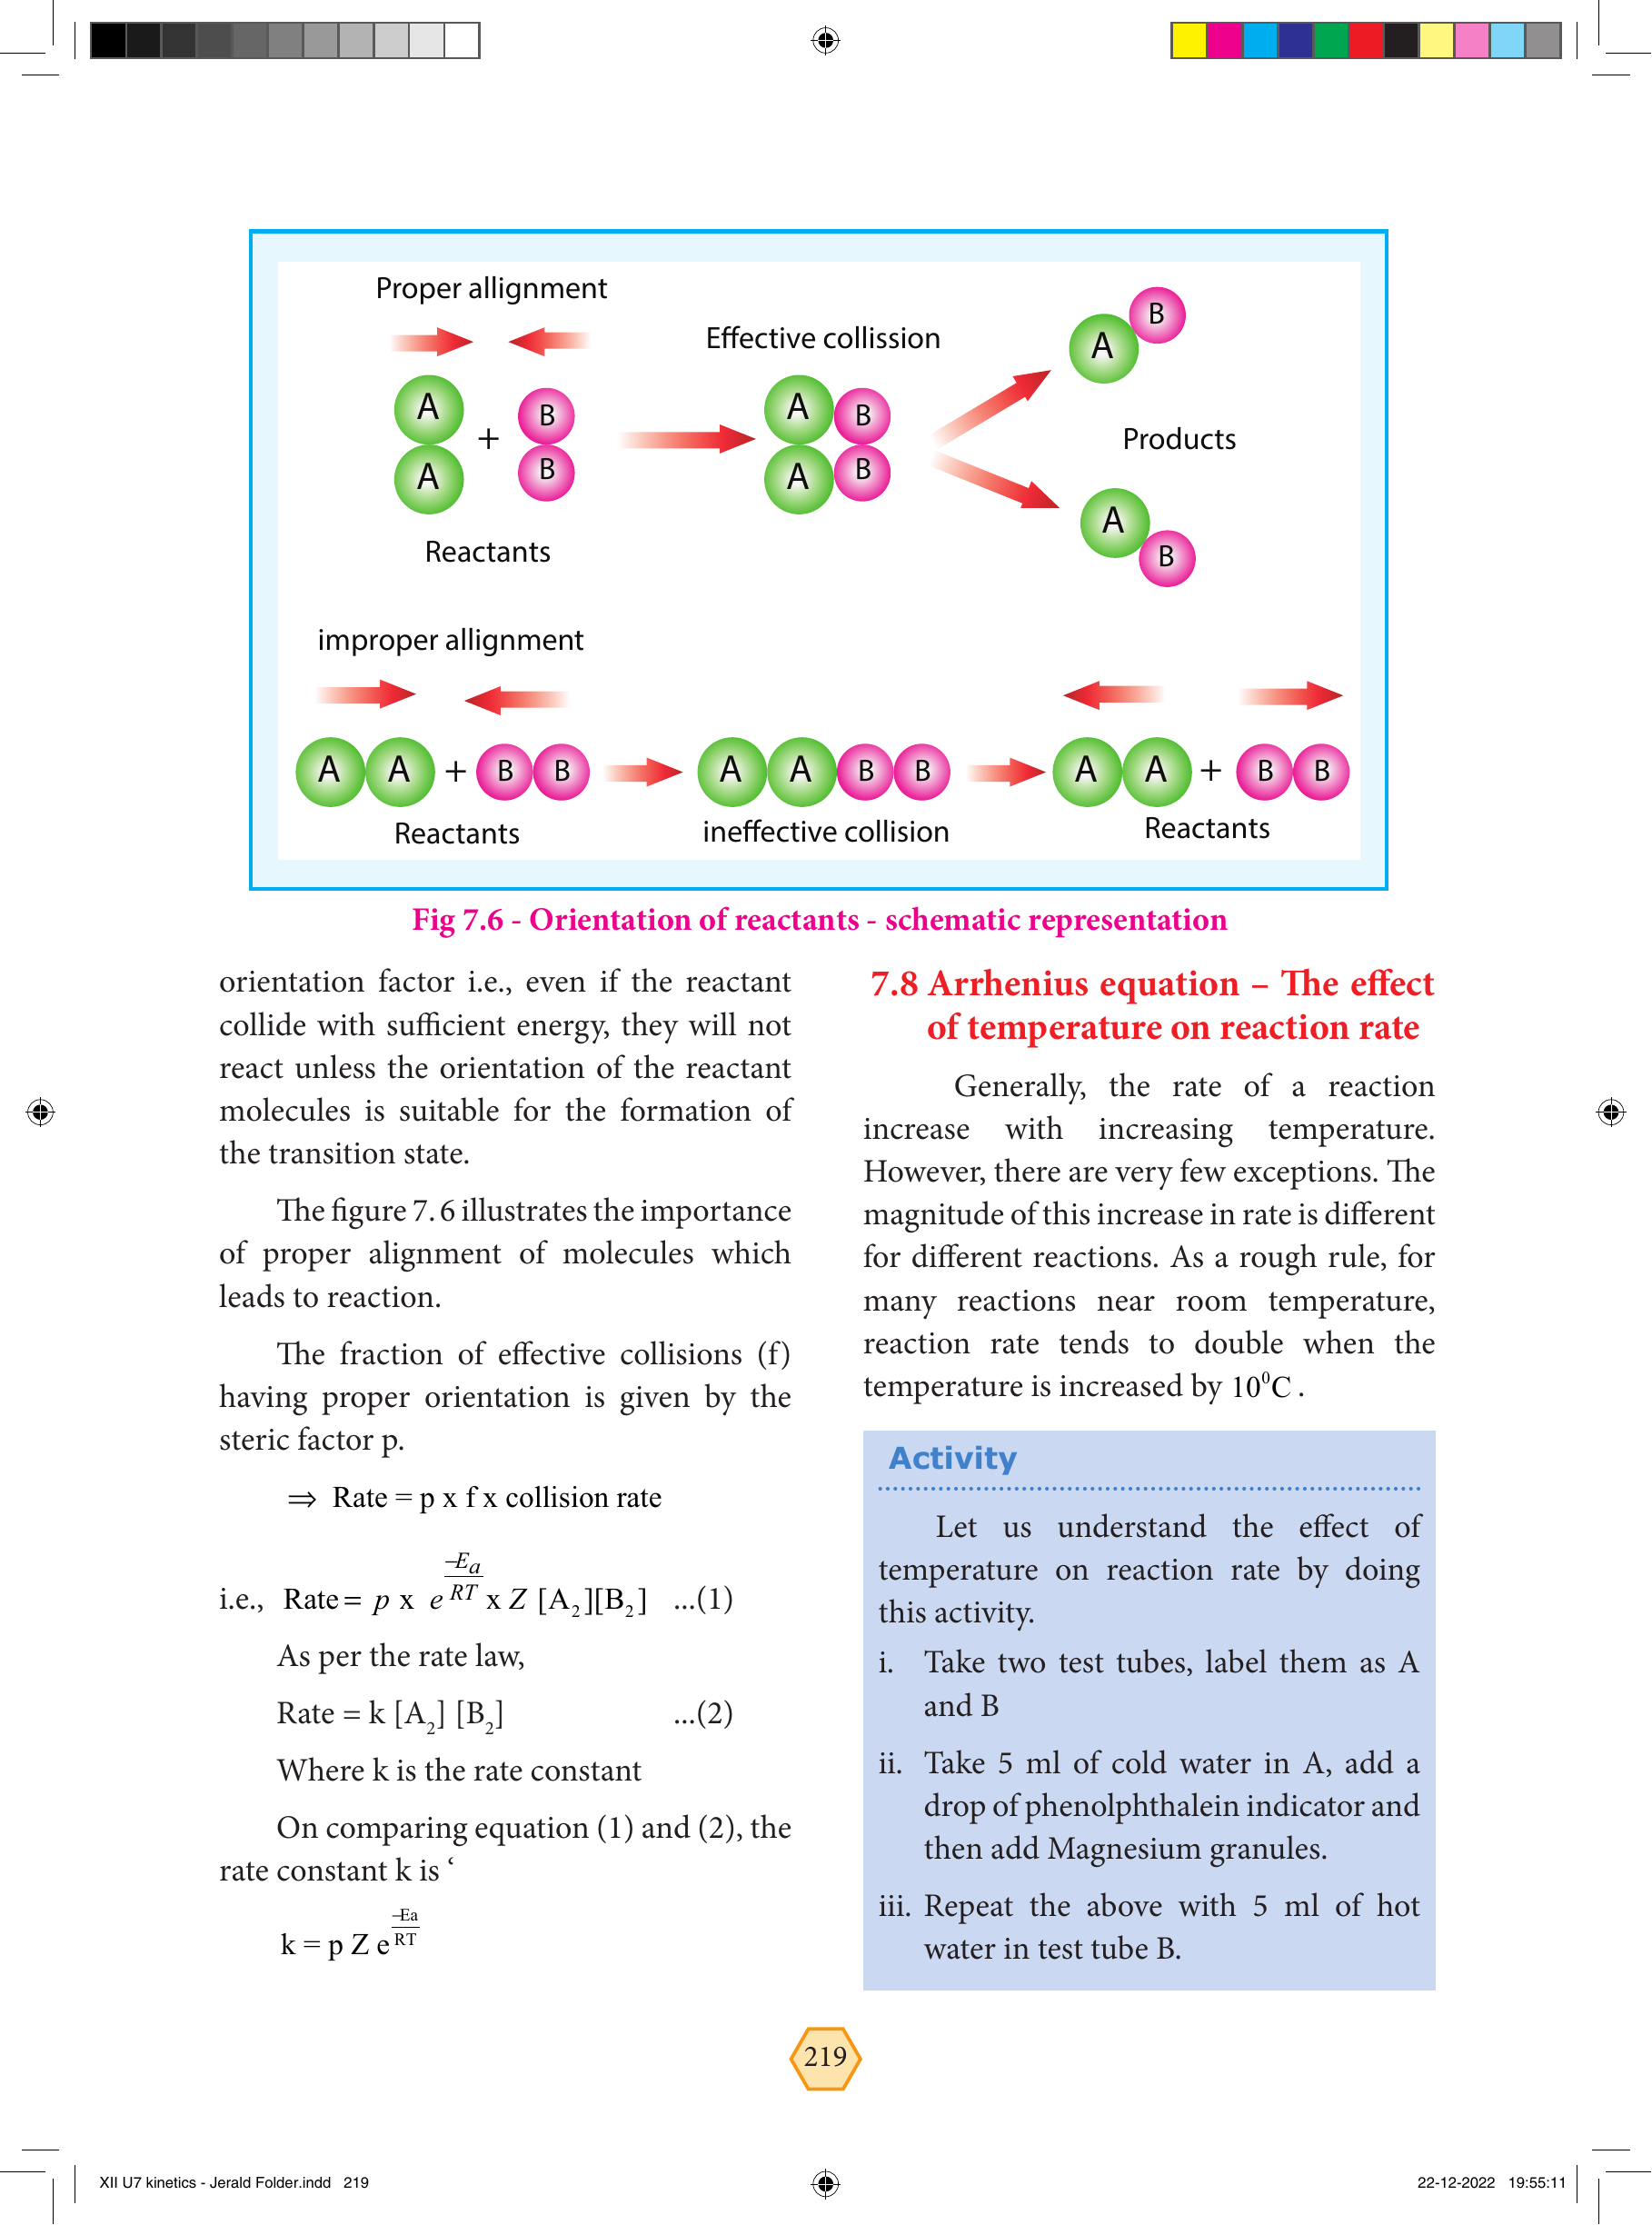 Proper allignment
Effective collission
A B
A B A B
+
A B A B
Products
A
B
Reactants
improper allignment
A A + B B A A B B A A + B B
Reactants ineffective collision Reactants
Fig 7.6 - Orientation of reactants - schematic representation
orientation factor i.e., even if the reactant
collide with sufficient energy, they will not
react unless the orientation of the reactant
molecules is suitable for the formation of
the transition state.
The figure 7. 6 illustrates the importance
of proper alignment of molecules which
leads to reaction.
The fraction of effective collisions (f)
having proper orientation is given by the
steric factor p.
⇒ Rate = p x f x collision rate
i.e., Rate = p x e^(–Ea/RT) x Z [A₂][B₂] ...(1)
As per the rate law,
Rate = k [A₂] [B₂] ...(2)
Where k is the rate constant
On comparing equation (1) and (2), the
rate constant k is ‘
k = p Z e^(–Ea/RT)
7.8 Arrhenius equation – The effect
of temperature on reaction rate
Generally, the rate of a reaction
increase with increasing temperature.
However, there are very few exceptions. The
magnitude of this increase in rate is different
for different reactions. As a rough rule, for
many reactions near room temperature,
reaction rate tends to double when the
temperature is increased by 10⁰C .
Activity
Let us understand the effect of
temperature on reaction rate by doing
this activity.
i. Take two test tubes, label them as A
and B
ii. Take 5 ml of cold water in A, add a
drop of phenolphthalein indicator and
then add Magnesium granules.
iii. Repeat the above with 5 ml of hot
water in test tube B.
219
XII U7 kinetics - Jerald Folder.indd 219 22-12-2022 19:55:11